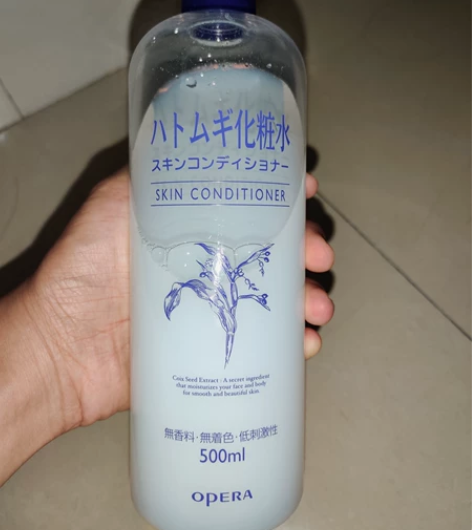 ハトムギ化粧水
スキンコンディショナー
SKIN CONDITIONER
Coix Seed Extract : A secret ingredient
that moisturizes your face and body
for smooth and beautiful skin.
無香料・無着色・低刺激性
500ml
OPERA